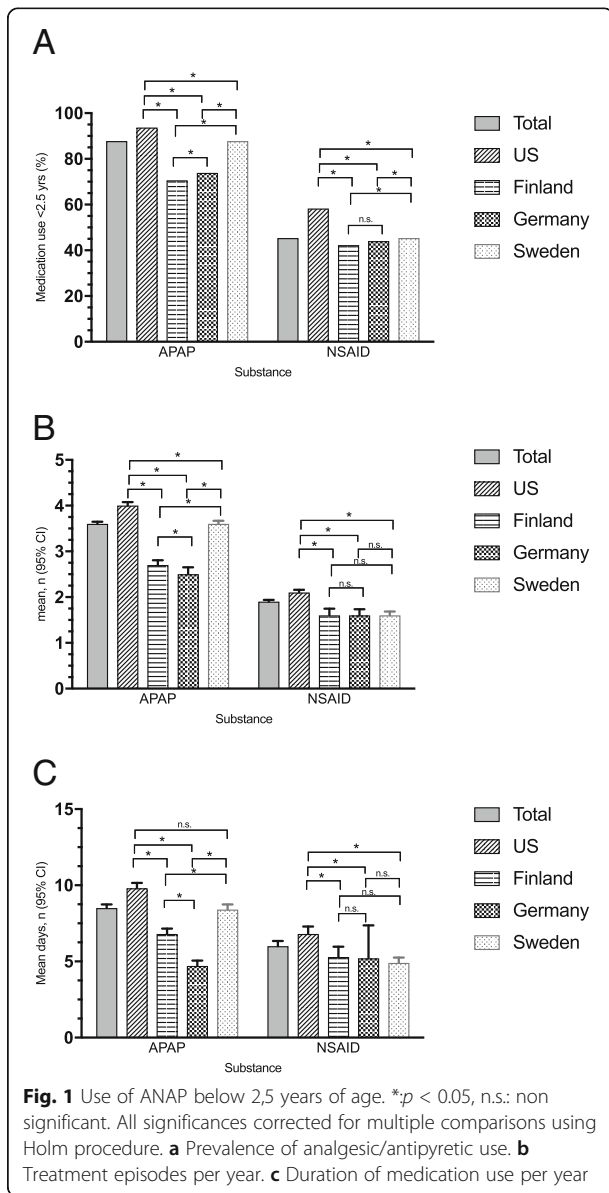 A
* 
* 
* * 
* 
* 
* 
* 
* * 
* 
n.s.
Medication use <2.5 yrs (%)
100
80
60
40
20
0
APAP NSAID
Substance
Total
US
Finland
Germany
Sweden
B
* 
* 
* * 
* 
* 
* 
* 
* n.s.
n.s.
n.s.
mean, n (95% CI)
5
4
3
2
1
0
APAP NSAID
Substance
Total
US
Finland
Germany
Sweden
C
n.s.
* 
* * 
* 
* 
* 
* 
* n.s.
n.s.
n.s.
Mean days, n (95% CI)
15
10
5
0
APAP NSAID
Substance
Total
US
Finland
Germany
Sweden
Fig. 1 Use of ANAP below 2,5 years of age. *:p < 0.05, n.s.: non
significant. All significances corrected for multiple comparisons using
Holm procedure. a Prevalence of analgesic/antipyretic use. b
Treatment episodes per year. c Duration of medication use per year